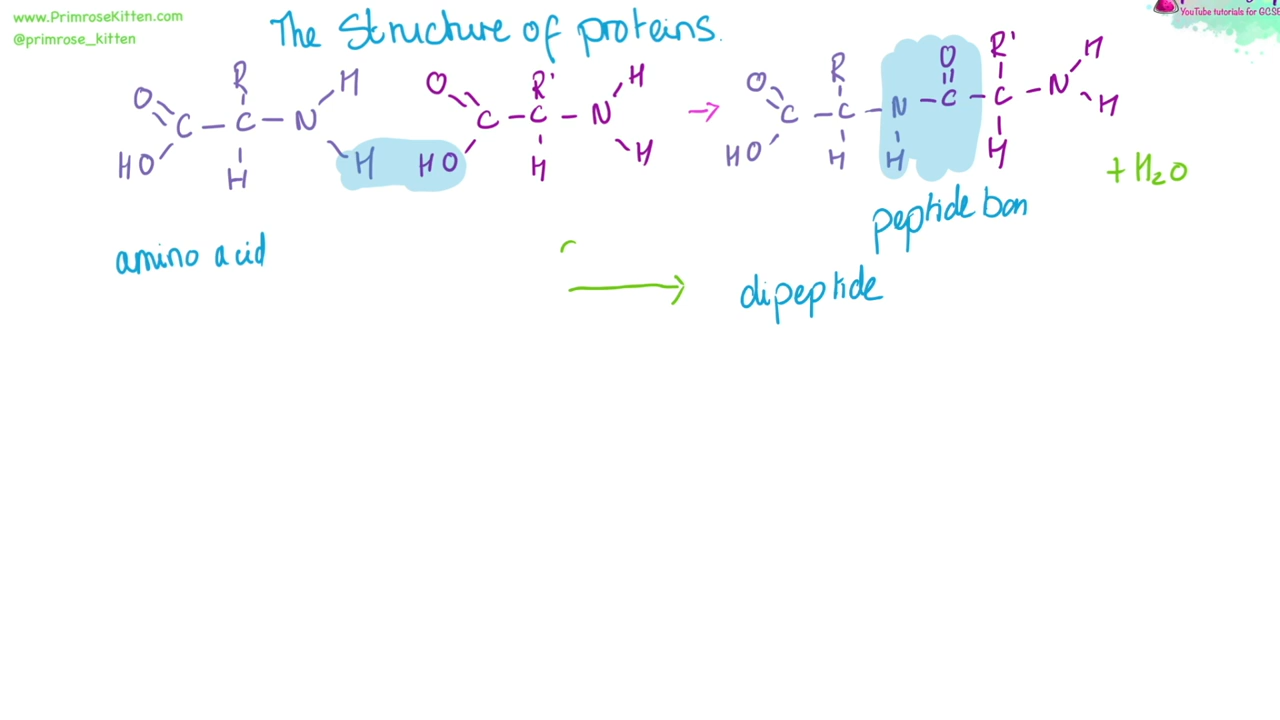 www.PrimroseKitten.com
@primrose_kitten
The Structure of proteins.
YouTube tutorials for GCSE
O R H
C - C - N
HO H H
O R' H
C - C - N
HO H H
→
O R O R' H
C - C - N - C - C - N
HO H H H H
+ H₂O
peptide bon
amino acid
dipeptide